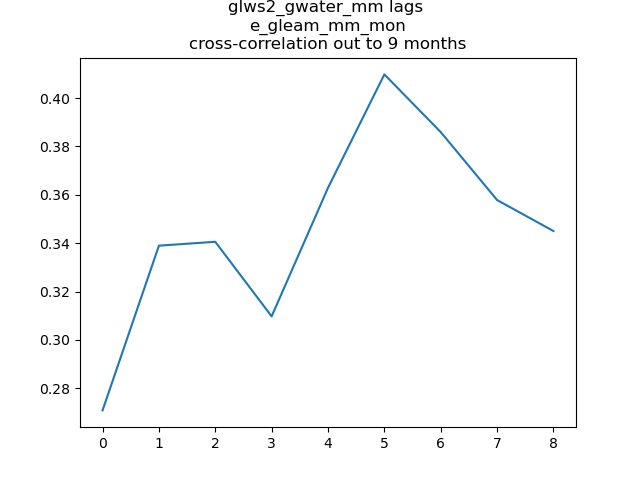 glws2_gwater_mm lags
e_gleam_mm_mon
cross-correlation out to 9 months
0.40
0.38
0.36
0.34
0.32
0.30
0.28
0 1 2 3 4 5 6 7 8